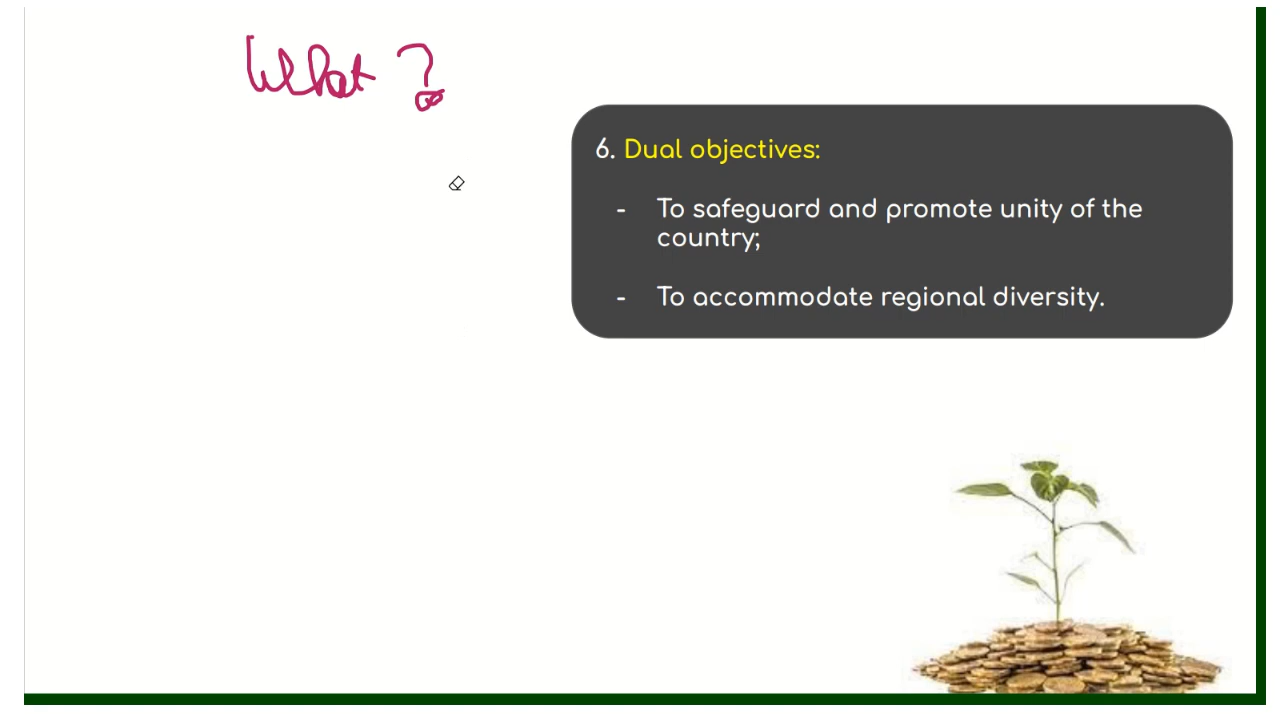 What ?
6. Dual objectives:
- To safeguard and promote unity of the
country;
- To accommodate regional diversity.